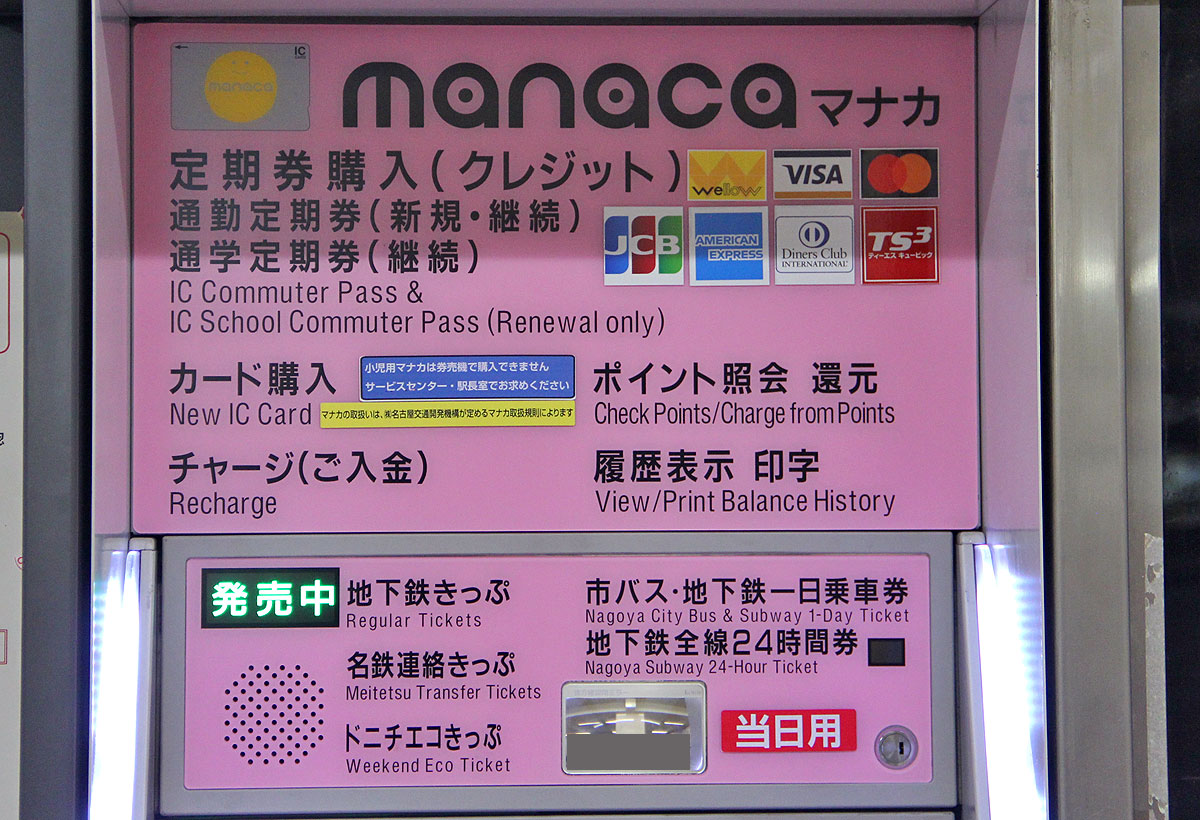 IC
manaca
manaca マナカ
定期券購入(クレジット)
wellow
VISA
通勤定期券(新規・継続)
通学定期券(継続)
JCB
AMERICAN
EXPRESS
Diners Club
INTERNATIONAL
TS3
ティーエス キュービック
IC Commuter Pass &
IC School Commuter Pass (Renewal only)
カード購入
New IC Card
小児用マナカは券売機で購入できません
サービスセンター・駅長室でお求めください
マナカの取扱いは、㈱名古屋交通開発機構が定めるマナカ取扱規則によります
ポイント照会 還元
Check Points/Charge from Points
チャージ(ご入金)
Recharge
履歴表示 印字
View/Print Balance History
発売中
地下鉄きっぷ
Regular Tickets
名鉄連絡きっぷ
Meitetsu Transfer Tickets
ドニチエコきっぷ
Weekend Eco Ticket
市バス・地下鉄一日乗車券
Nagoya City Bus & Subway 1-Day Ticket
地下鉄全線24時間券
Nagoya Subway 24-Hour Ticket
当日用